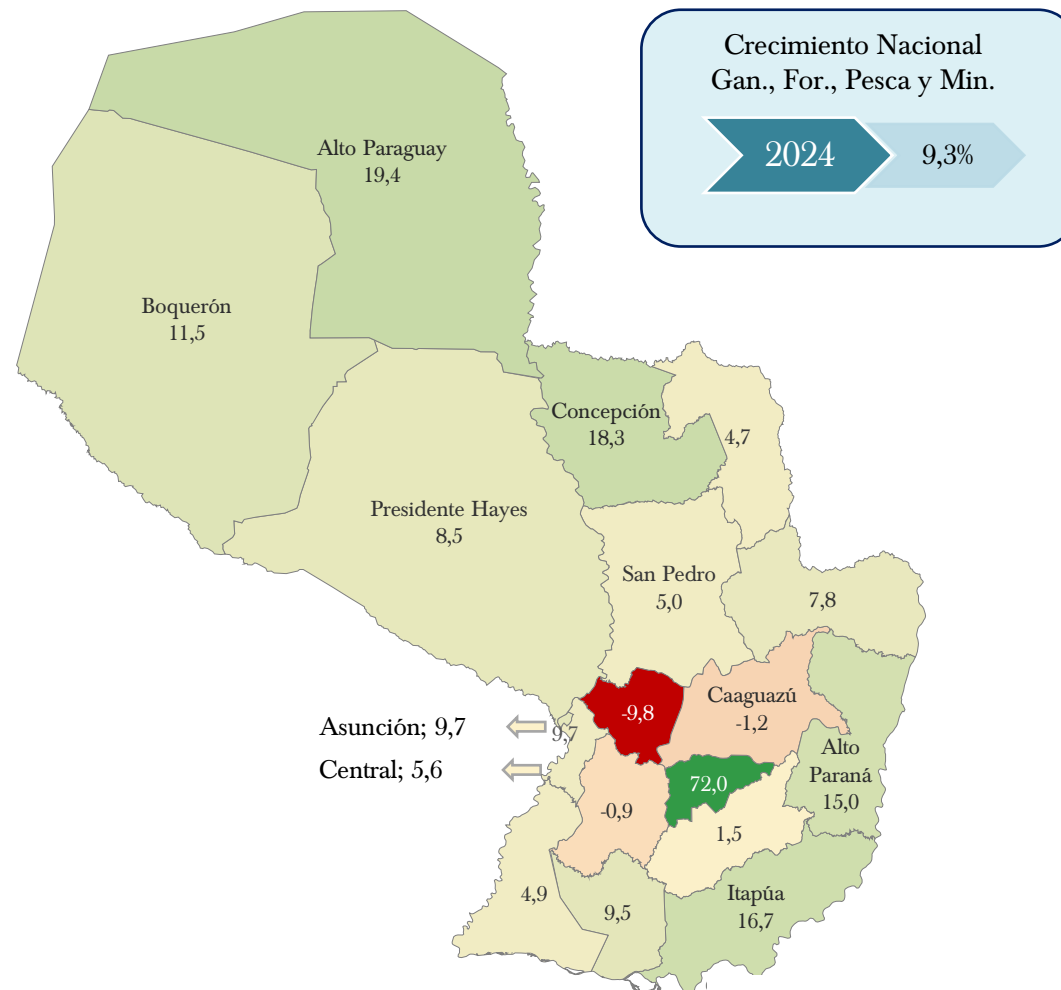 Crecimiento Nacional
Gan., For., Pesca y Min.
2024
9,3%
Alto Paraguay
19,4
Boquerón
11,5
Concepción
18,3
4,7
Presidente Hayes
8,5
San Pedro
5,0
7,8
Caaguazú
-1,2
-9,8
Asunción; 9,7
9,7
Central; 5,6
Alto
Paraná
15,0
72,0
-0,9
1,5
4,9
9,5
Itapúa
16,7